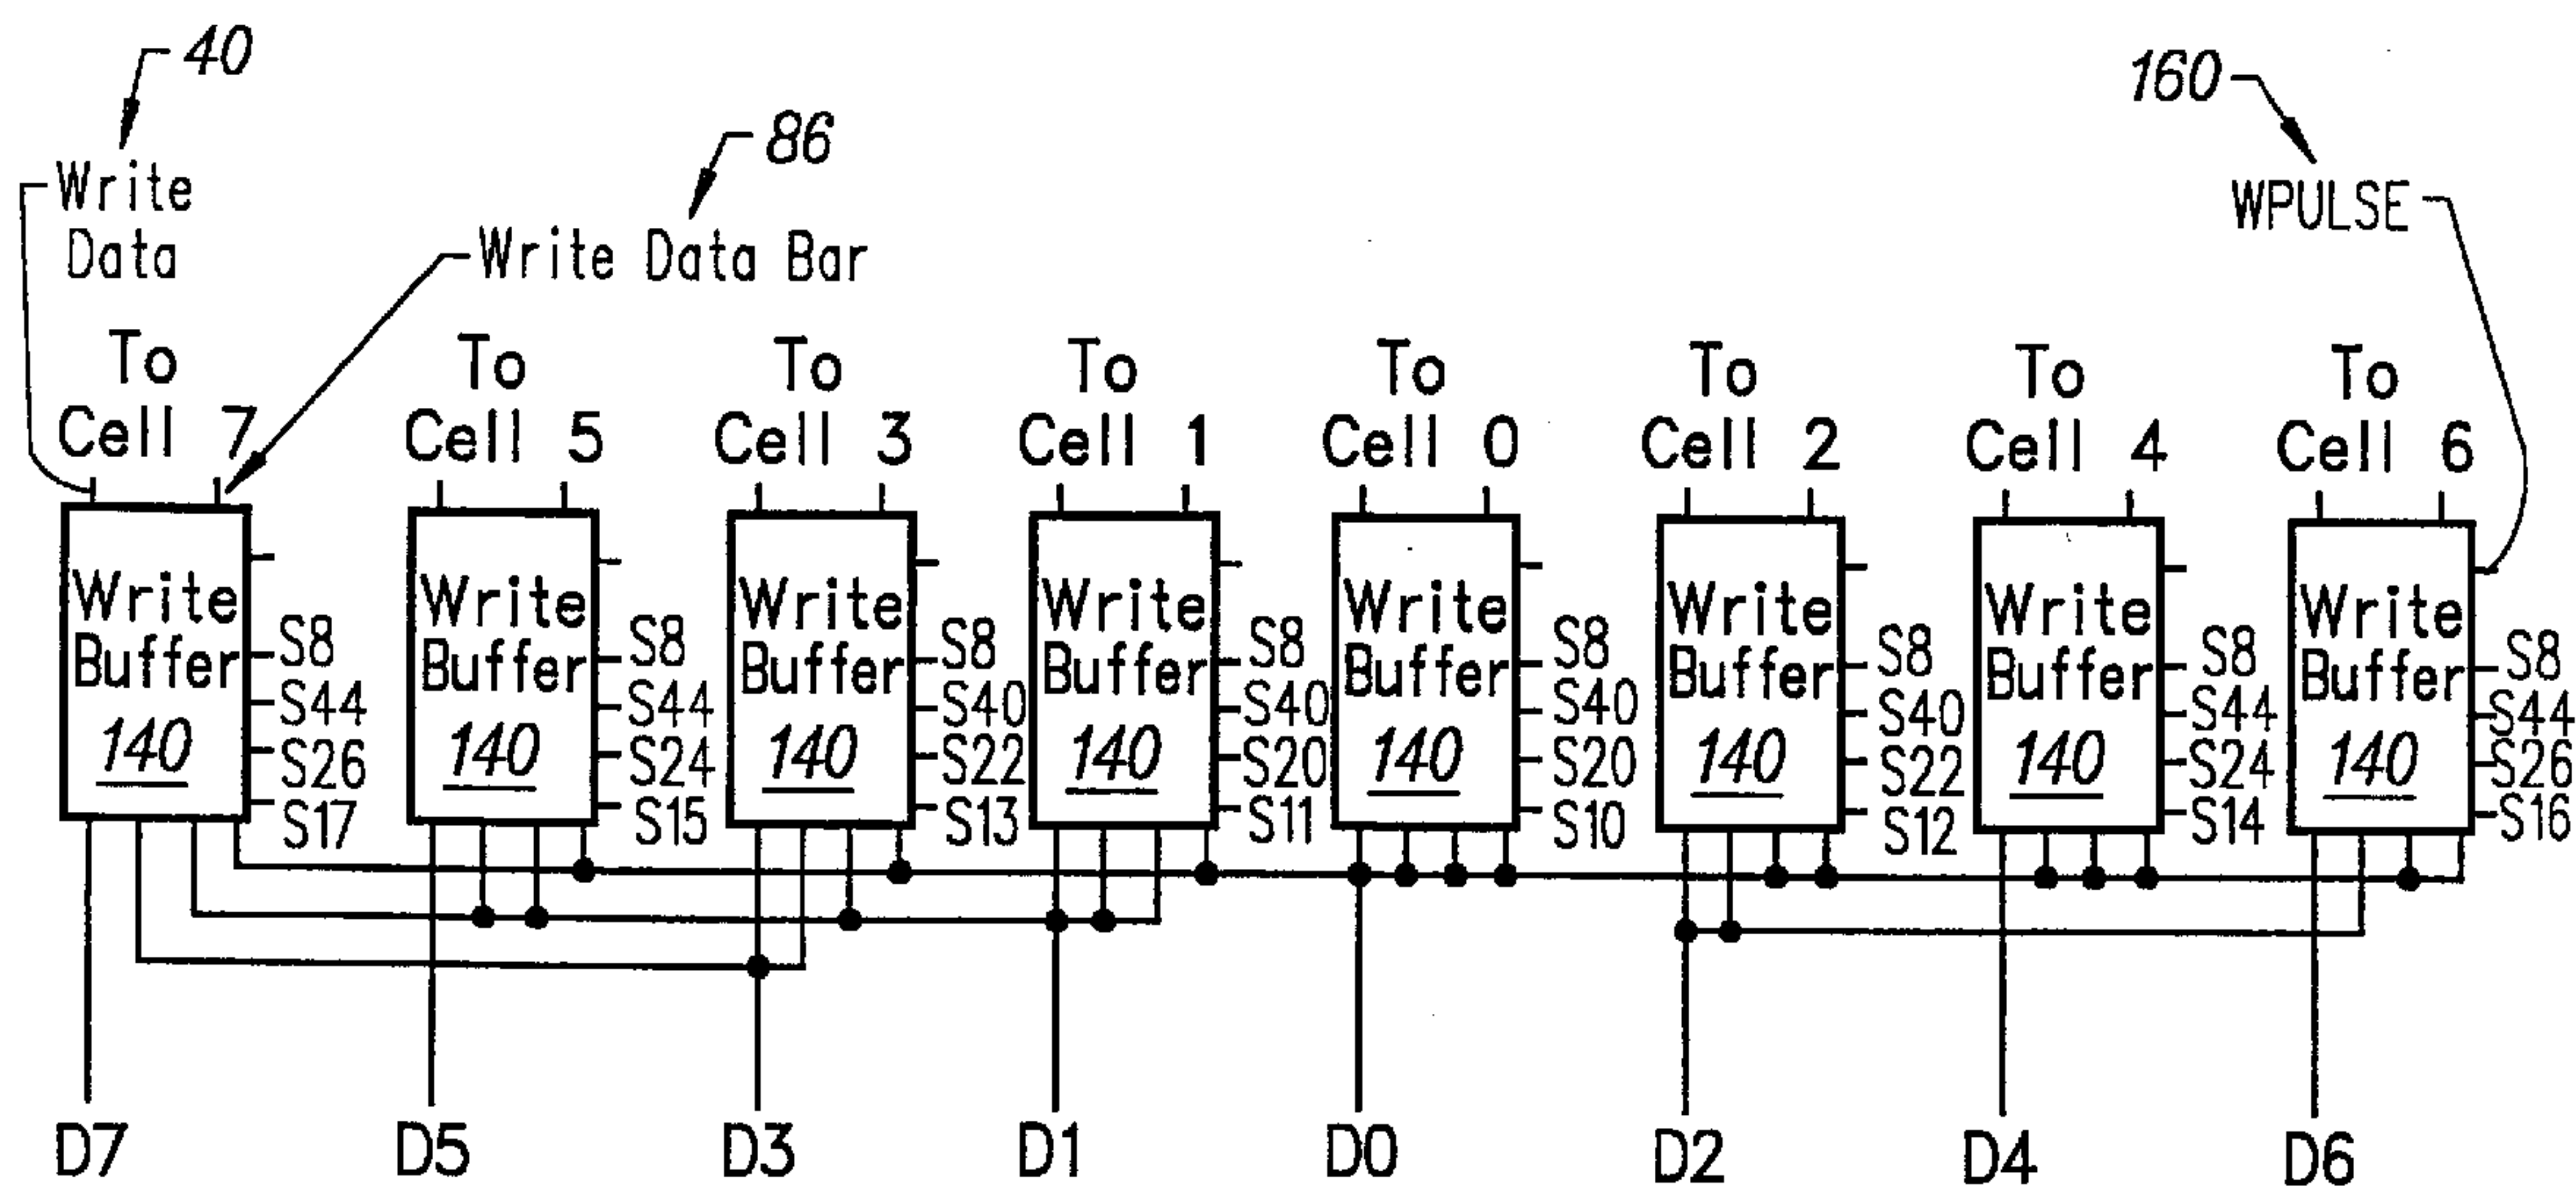 40
160
86
Write
Data
WPULSE
Write Data Bar
To
Cell 7
To
Cell 5
To
Cell 3
To
Cell 1
To
Cell 0
To
Cell 2
To
Cell 4
To
Cell 6
Write
Buffer
140
S8
S44
S26
S17
Write
Buffer
140
S8
S44
S24
S15
Write
Buffer
140
S8
S40
S22
S13
Write
Buffer
140
S8
S40
S20
S11
Write
Buffer
140
S8
S40
S20
S10
Write
Buffer
140
S8
S40
S22
S12
Write
Buffer
140
S8
S44
S24
S14
Write
Buffer
140
S8
S44
S26
S16
D7 D5 D3 D1 D0 D2 D4 D6